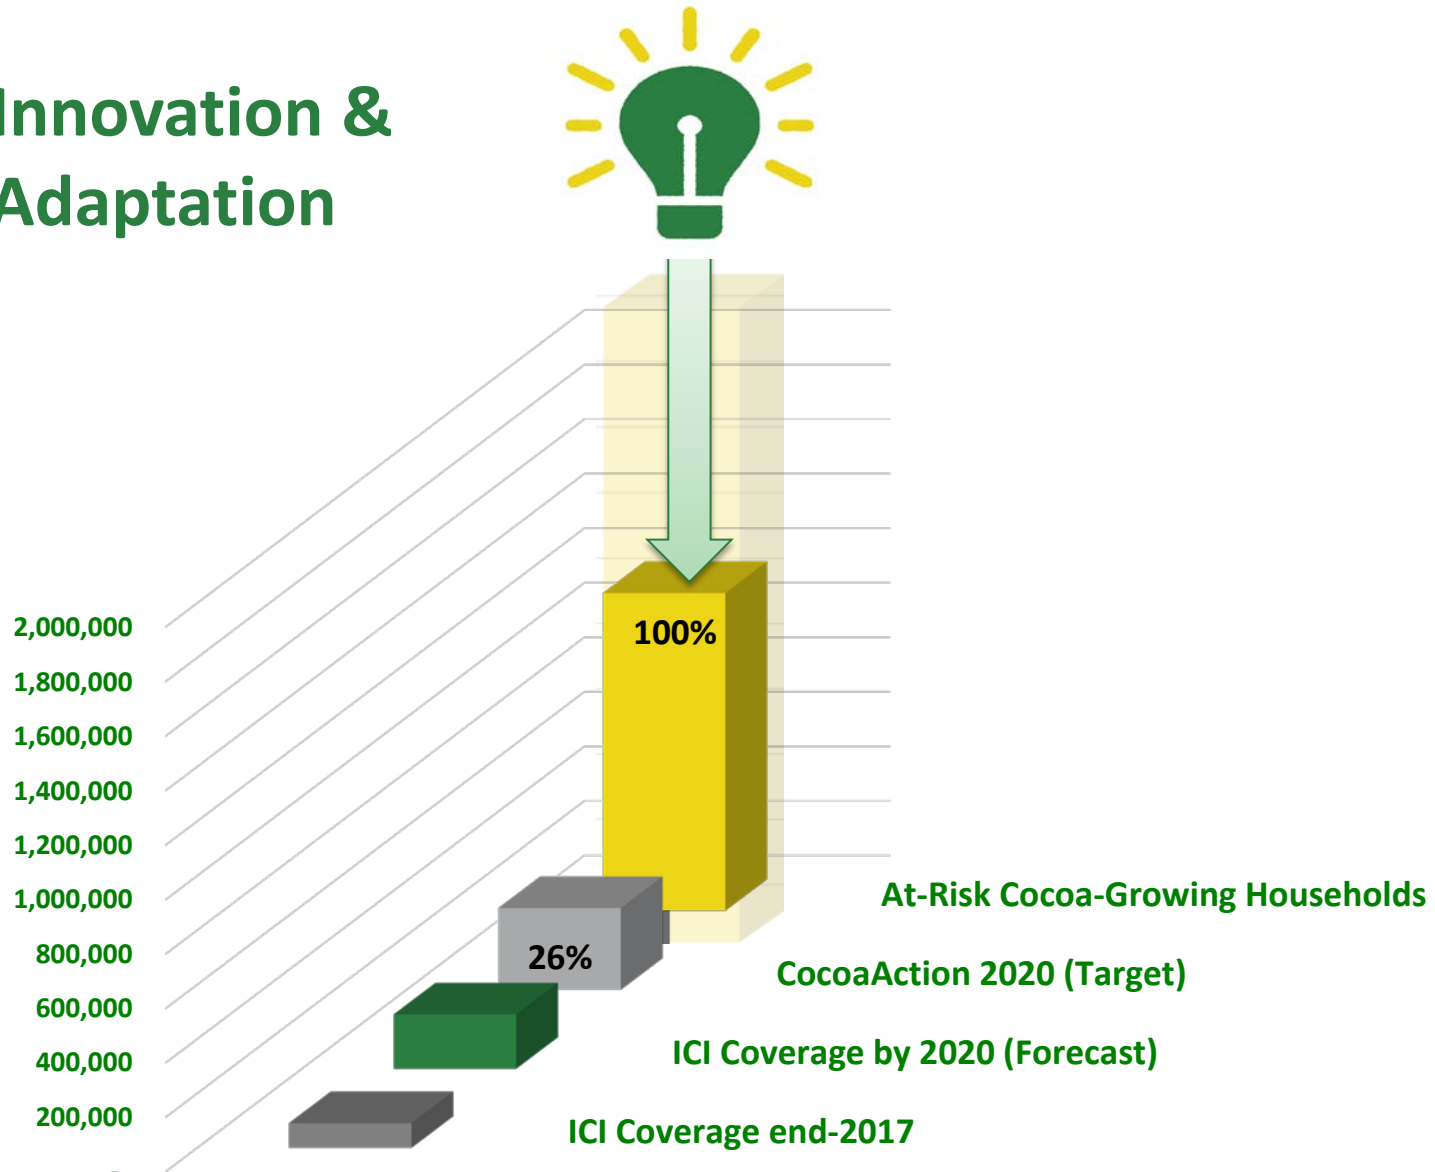 Innovation &
Adaptation
2,000,000
1,800,000
1,600,000
1,400,000
1,200,000
1,000,000
800,000
600,000
400,000
200,000
100%
26%
At-Risk Cocoa-Growing Households
CocoaAction 2020 (Target)
ICI Coverage by 2020 (Forecast)
ICI Coverage end-2017